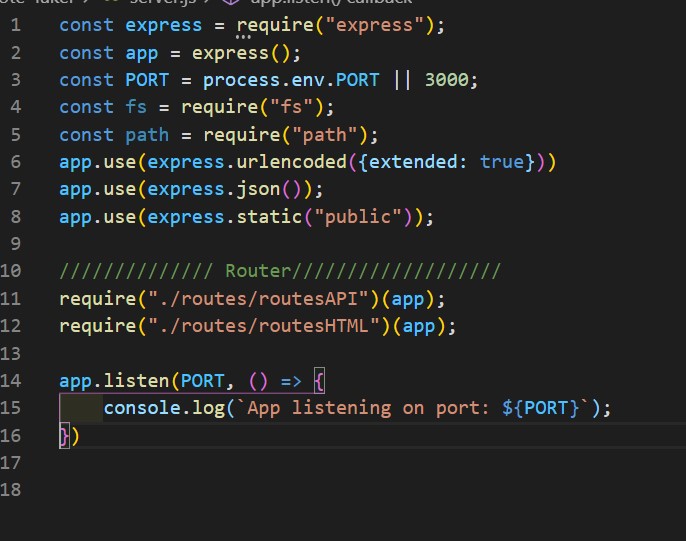 server.js app.listen() callback
1 const express = require("express");
2 const app = express();
3 const PORT = process.env.PORT || 3000;
4 const fs = require("fs");
5 const path = require("path");
6 app.use(express.urlencoded({extended: true}))
7 app.use(express.json());
8 app.use(express.static("public"));
9
10 ////////////// Router///////////////////
11 require("./routes/routesAPI")(app);
12 require("./routes/routesHTML")(app);
13
14 app.listen(PORT, () => {
15 console.log(`App listening on port: ${PORT}`);
16 })
17
18